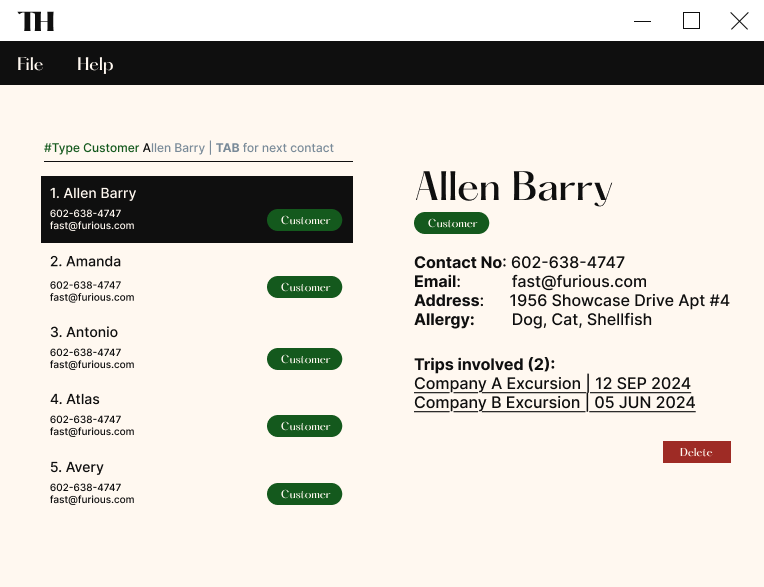 TH
File Help
#Type Customer Allen Barry | TAB for next contact
1. Allen Barry
602-638-4747
fast@furious.com
Customer
2. Amanda
602-638-4747
fast@furious.com
Customer
3. Antonio
602-638-4747
fast@furious.com
Customer
4. Atlas
602-638-4747
fast@furious.com
Customer
5. Avery
602-638-4747
fast@furious.com
Customer
Allen Barry
Customer
Contact No: 602-638-4747
Email: fast@furious.com
Address: 1956 Showcase Drive Apt #4
Allergy: Dog, Cat, Shellfish
Trips involved (2):
Company A Excursion | 12 SEP 2024
Company B Excursion | 05 JUN 2024
Delete